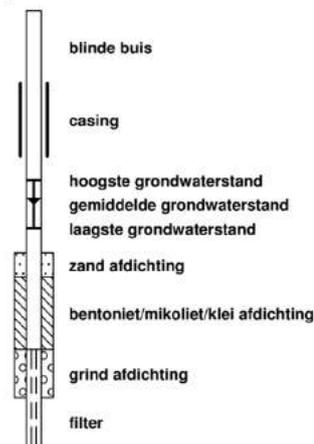 blinde buis
casing
hoogste grondwaterstand
gemiddelde grondwaterstand
laagste grondwaterstand
zand afdichting
bentoniet/mikoliet/klei afdichting
grind afdichting
filter